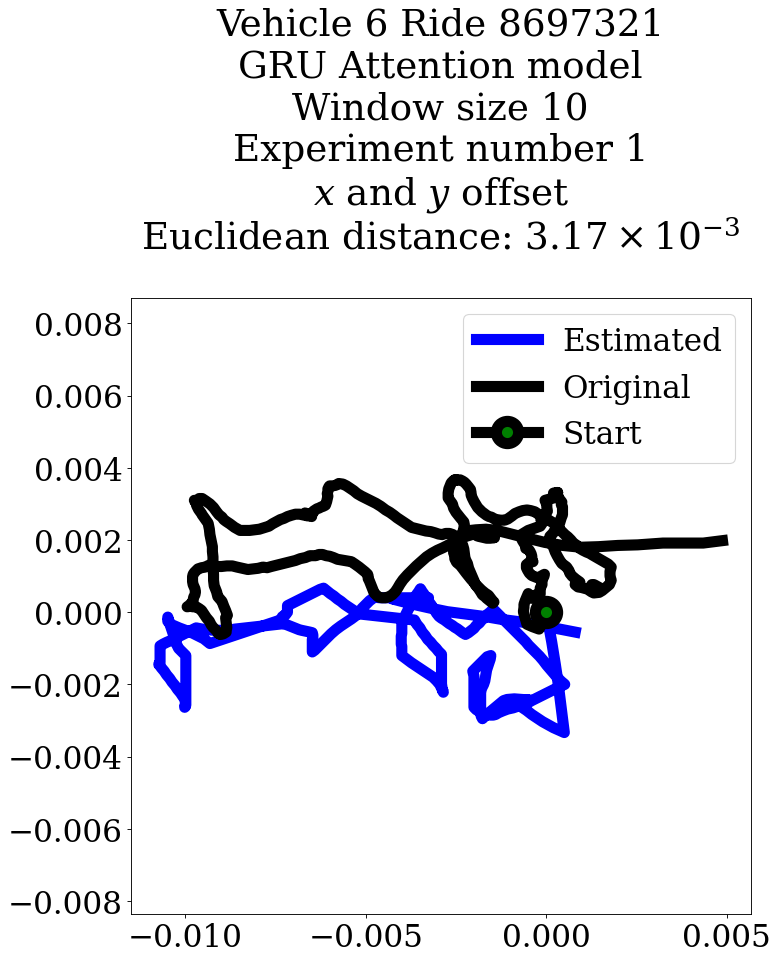 Vehicle 6 Ride 8697321
GRU Attention model
Window size 10
Experiment number 1
x and y offset
Euclidean distance: 3.17 × 10⁻³
Estimated
Original
Start
0.008
0.006
0.004
0.002
0.000
−0.002
−0.004
−0.006
−0.008
−0.010 −0.005 0.000 0.005